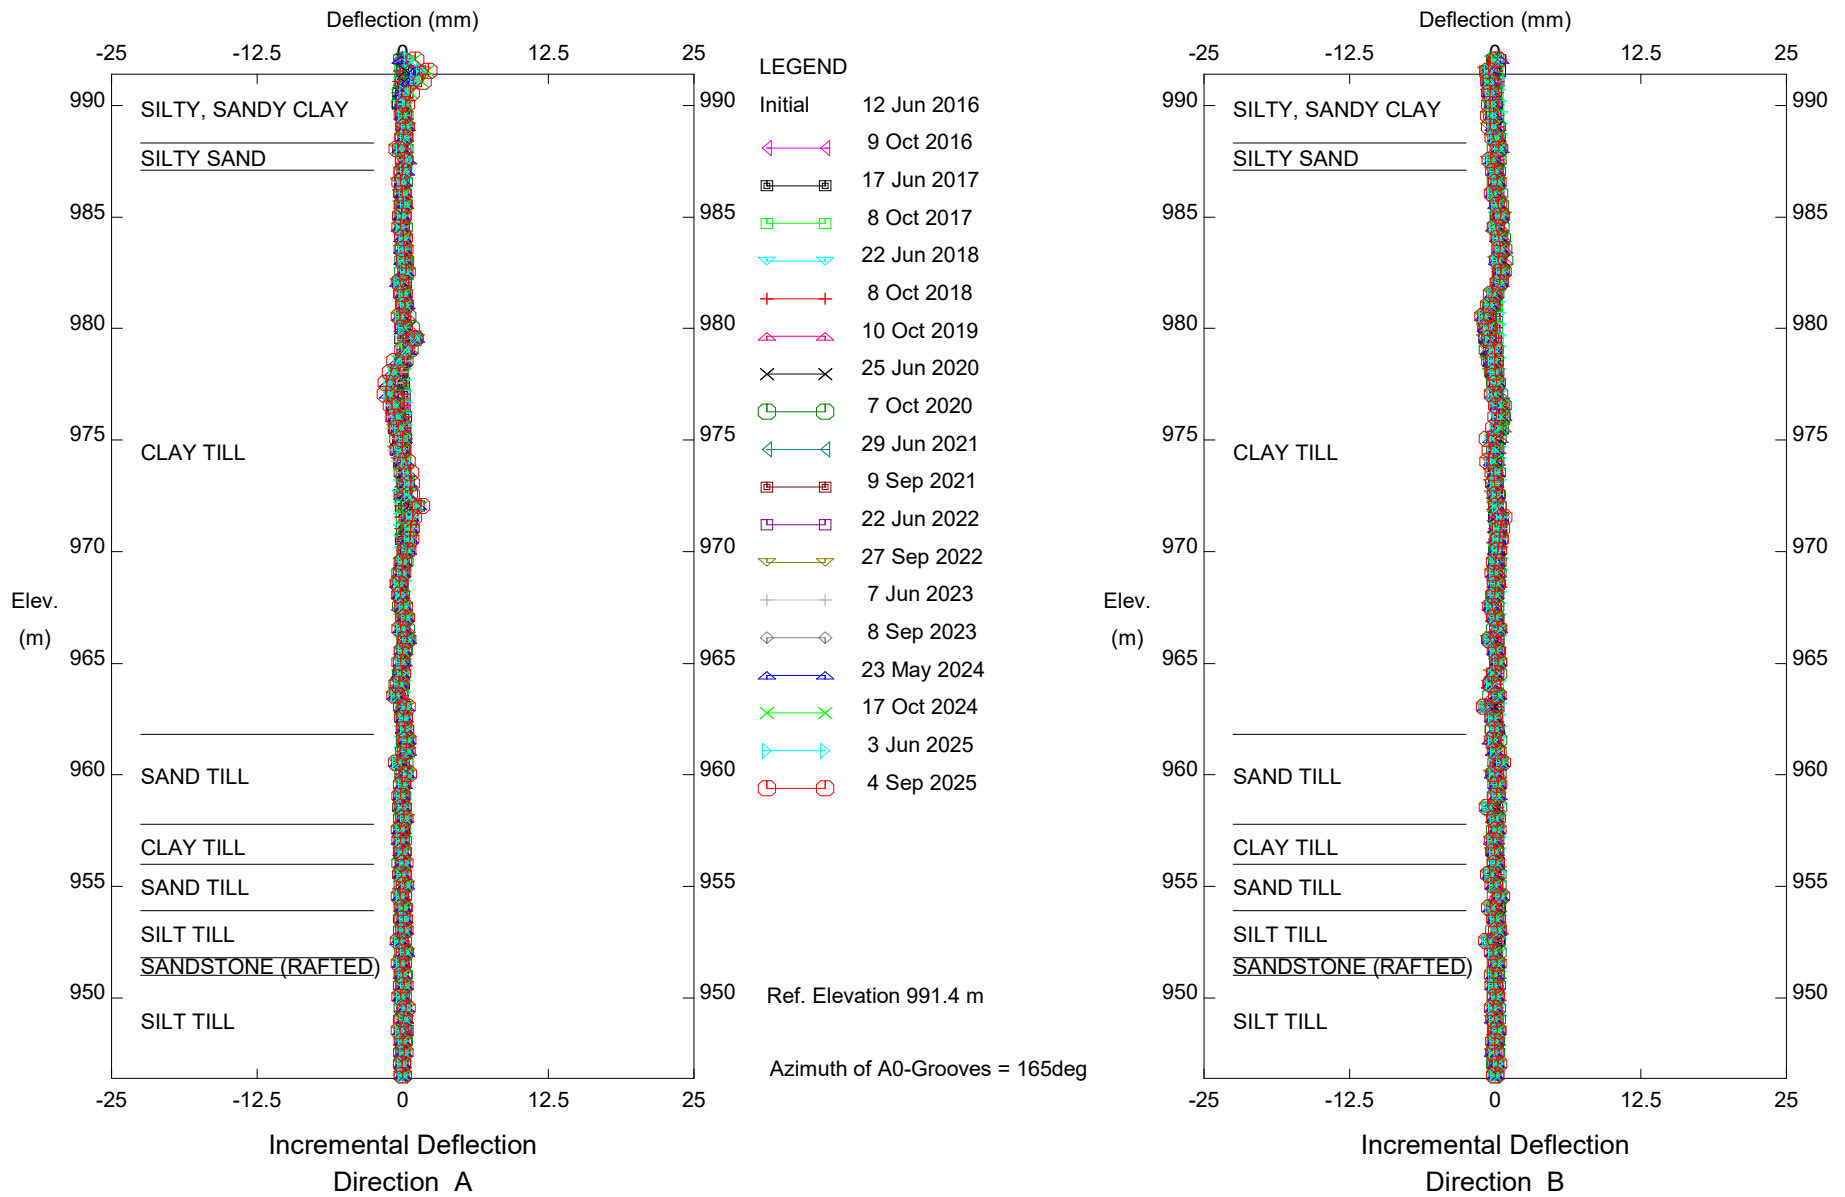 Deflection (mm)
-25 -12.5 0 12.5 25
990 990
SILTY, SANDY CLAY
SILTY SAND
985 985
980 980
975 975
CLAY TILL
970 970
Elev.
(m)
965 965
960 960
SAND TILL
CLAY TILL
955 955
SAND TILL
SILT TILL
SANDSTONE (RAFTED)
950 950
SILT TILL
-25 -12.5 0 12.5 25
Incremental Deflection
Direction A
LEGEND
Initial 12 Jun 2016
9 Oct 2016
17 Jun 2017
8 Oct 2017
22 Jun 2018
8 Oct 2018
10 Oct 2019
25 Jun 2020
7 Oct 2020
29 Jun 2021
9 Sep 2021
22 Jun 2022
27 Sep 2022
7 Jun 2023
8 Sep 2023
23 May 2024
17 Oct 2024
3 Jun 2025
4 Sep 2025
Ref. Elevation 991.4 m
Azimuth of A0-Grooves = 165deg
Deflection (mm)
-25 -12.5 0 12.5 25
990 990
SILTY, SANDY CLAY
SILTY SAND
985 985
980 980
975 975
CLAY TILL
970 970
Elev.
(m)
965 965
960 960
SAND TILL
CLAY TILL
955 955
SAND TILL
SILT TILL
SANDSTONE (RAFTED)
950 950
SILT TILL
-25 -12.5 0 12.5 25
Incremental Deflection
Direction B